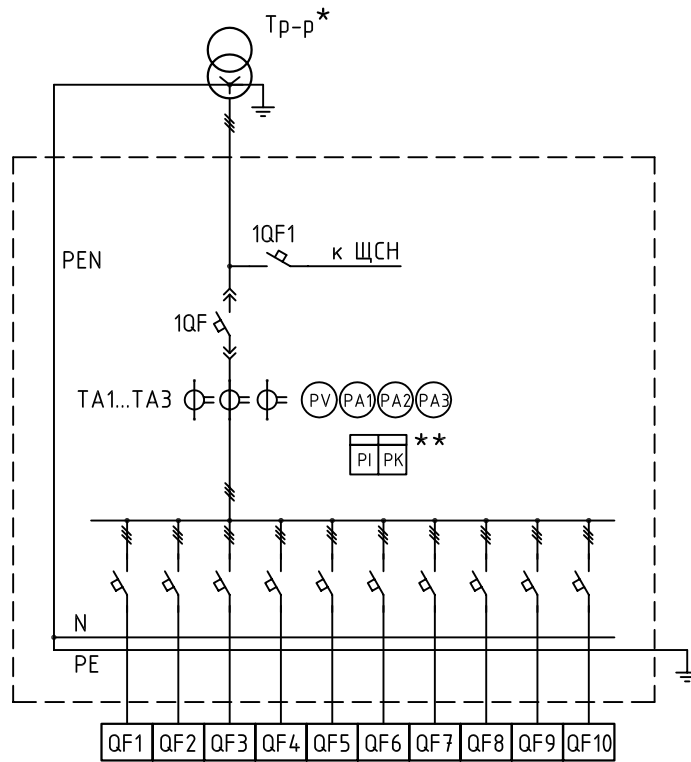 Тр-р*
1QF1
к ЩСН
PEN
1QF
TA1...TA3 PV PA1 PA2 PA3
PI PK **
N
PE
QF1 QF2 QF3 QF4 QF5 QF6 QF7 QF8 QF9 QF10